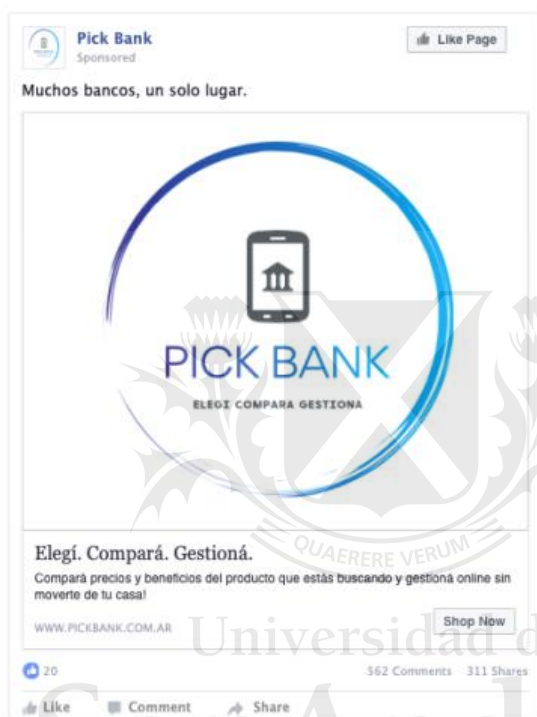 Pick Bank
Sponsored
Like Page
Muchos bancos, un solo lugar.
PICK BANK
ELEGI COMPARA GESTIONA
QUAERERE VERUM
Elegí. Compará. Gestioná.
Compará precios y beneficios del producto que estás buscando y gestioná online sin
moverte de tu casa!
WWW.PICKBANK.COM.AR
Shop Now
Universidad d
20
562 Comments 311 Shares
Like Comment Share